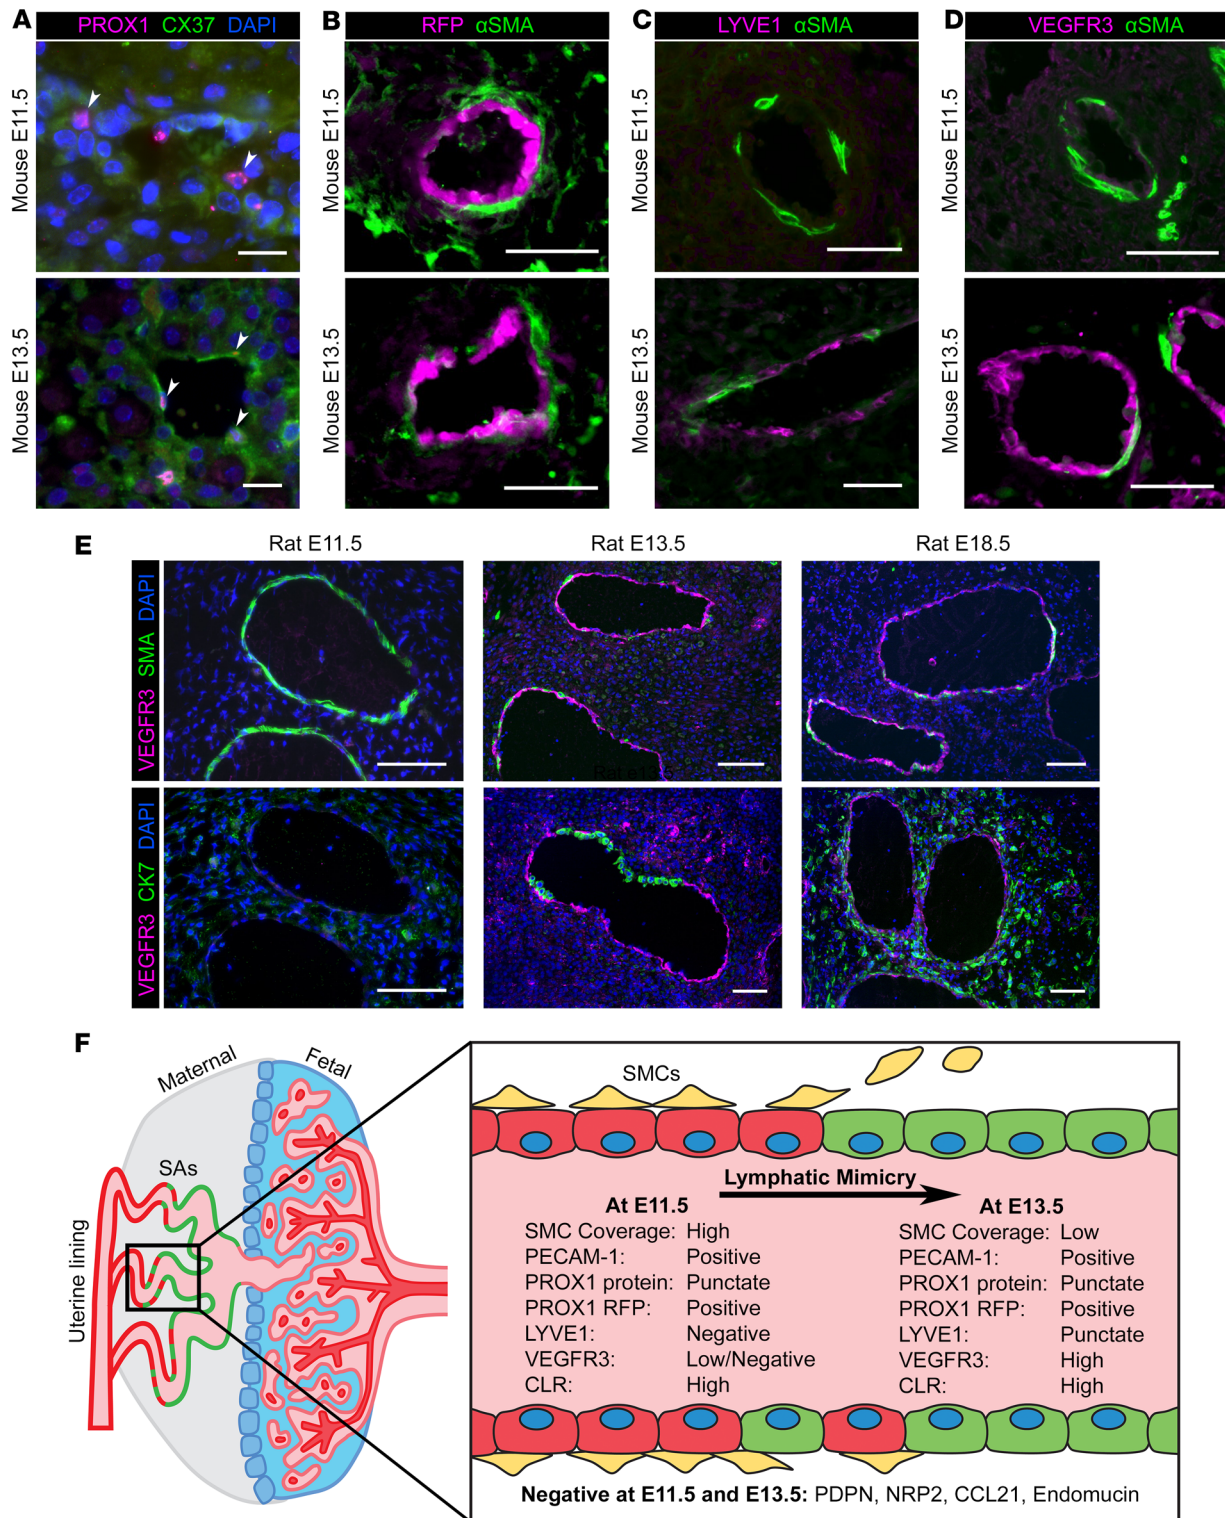 A
PROX1 CX37 DAPI
B
RFP αSMA
C
LYVE1 αSMA
D
VEGFR3 αSMA
Mouse E11.5
Mouse E11.5
Mouse E11.5
Mouse E11.5
Mouse E13.5
Mouse E13.5
Mouse E13.5
Mouse E13.5
E
Rat E11.5
Rat E13.5
Rat E18.5
VEGFR3 SMA DAPI
VEGFR3 CK7 DAPI
F
Maternal
Fetal
SAs
Uterine lining
SMCs
Lymphatic Mimicry
At E11.5
SMC Coverage: High
PECAM-1: Positive
PROX1 protein: Punctate
PROX1 RFP: Positive
LYVE1: Negative
VEGFR3: Low/Negative
CLR: High
At E13.5
SMC Coverage: Low
PECAM-1: Positive
PROX1 protein: Punctate
PROX1 RFP: Positive
LYVE1: Punctate
VEGFR3: High
CLR: High
Negative at E11.5 and E13.5: PDPN, NRP2, CCL21, Endomucin